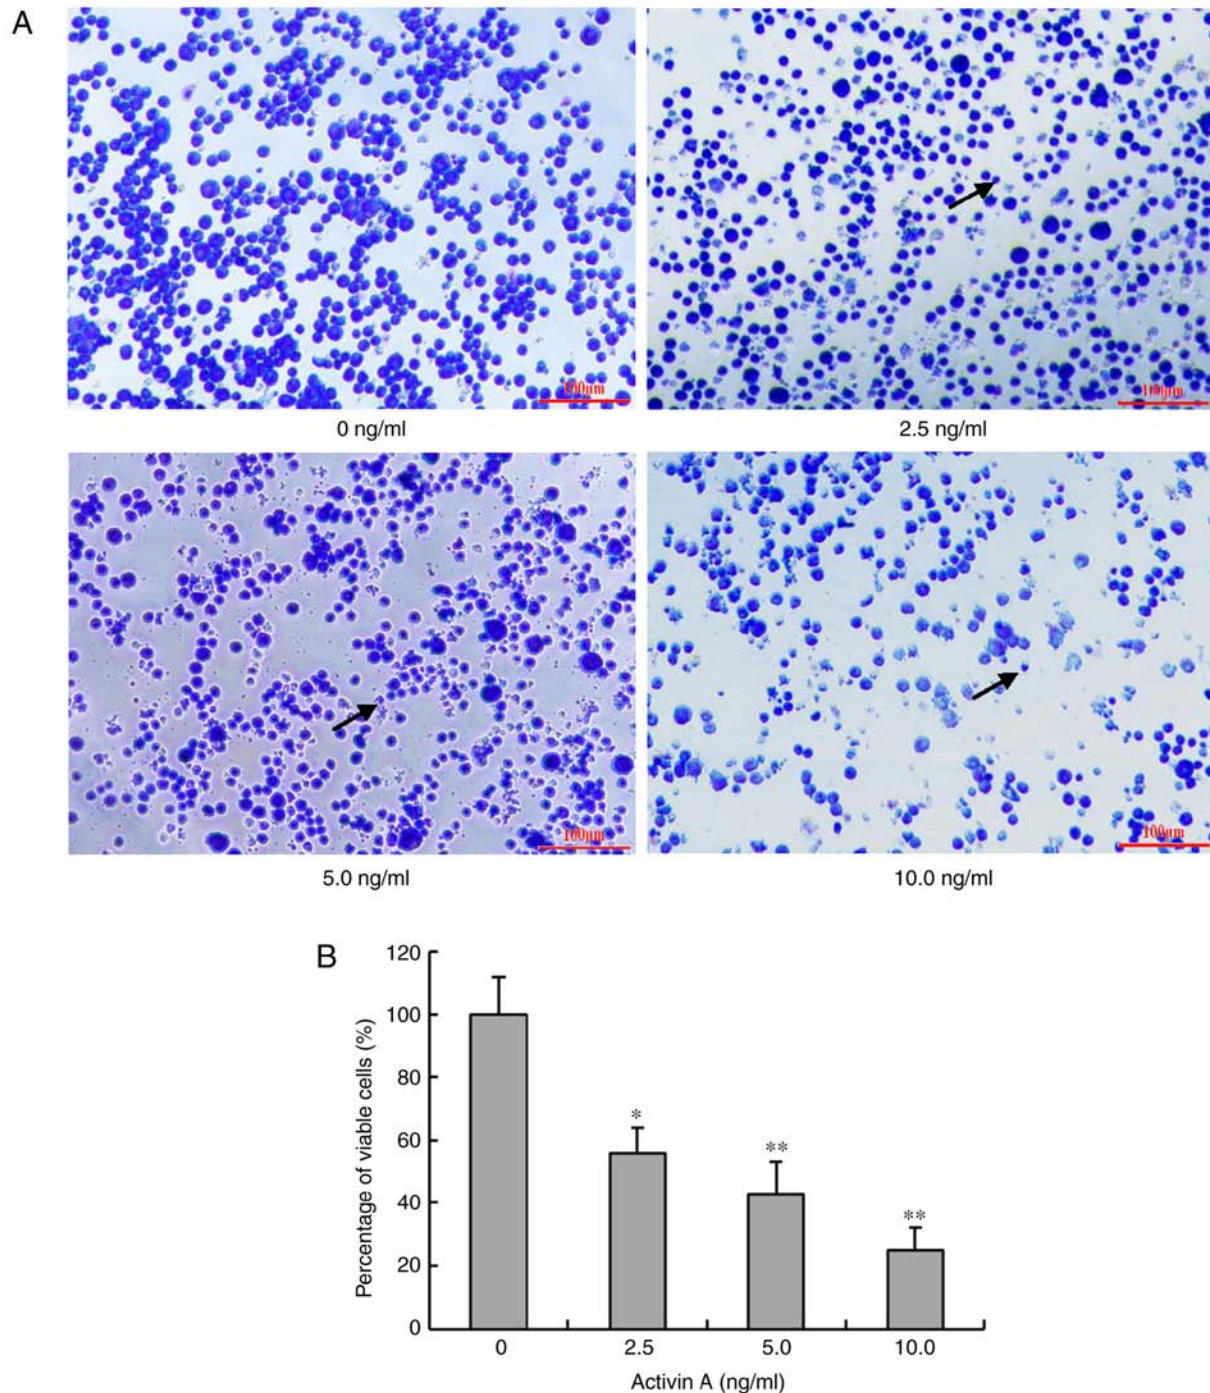 A
100μm
100μm
0 ng/ml
2.5 ng/ml
100μm
100μm
5.0 ng/ml
10.0 ng/ml
B
Percentage of viable cells (%)
120
100
80
60
40
20
0
*
**
**
0
2.5
5.0
10.0
Activin A (ng/ml)